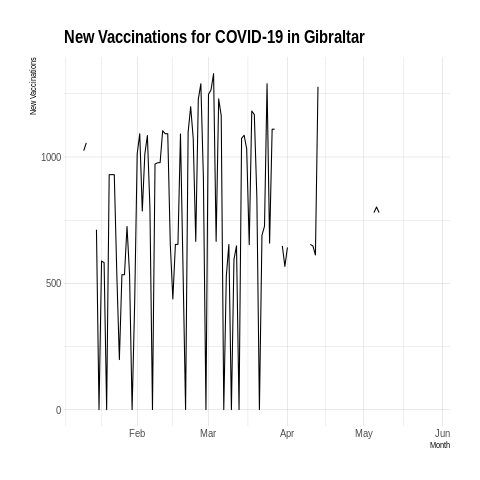 New Vaccinations for COVID-19 in Gibraltar
New Vaccinations
1000
500
0
Feb Mar Apr May Jun
Month